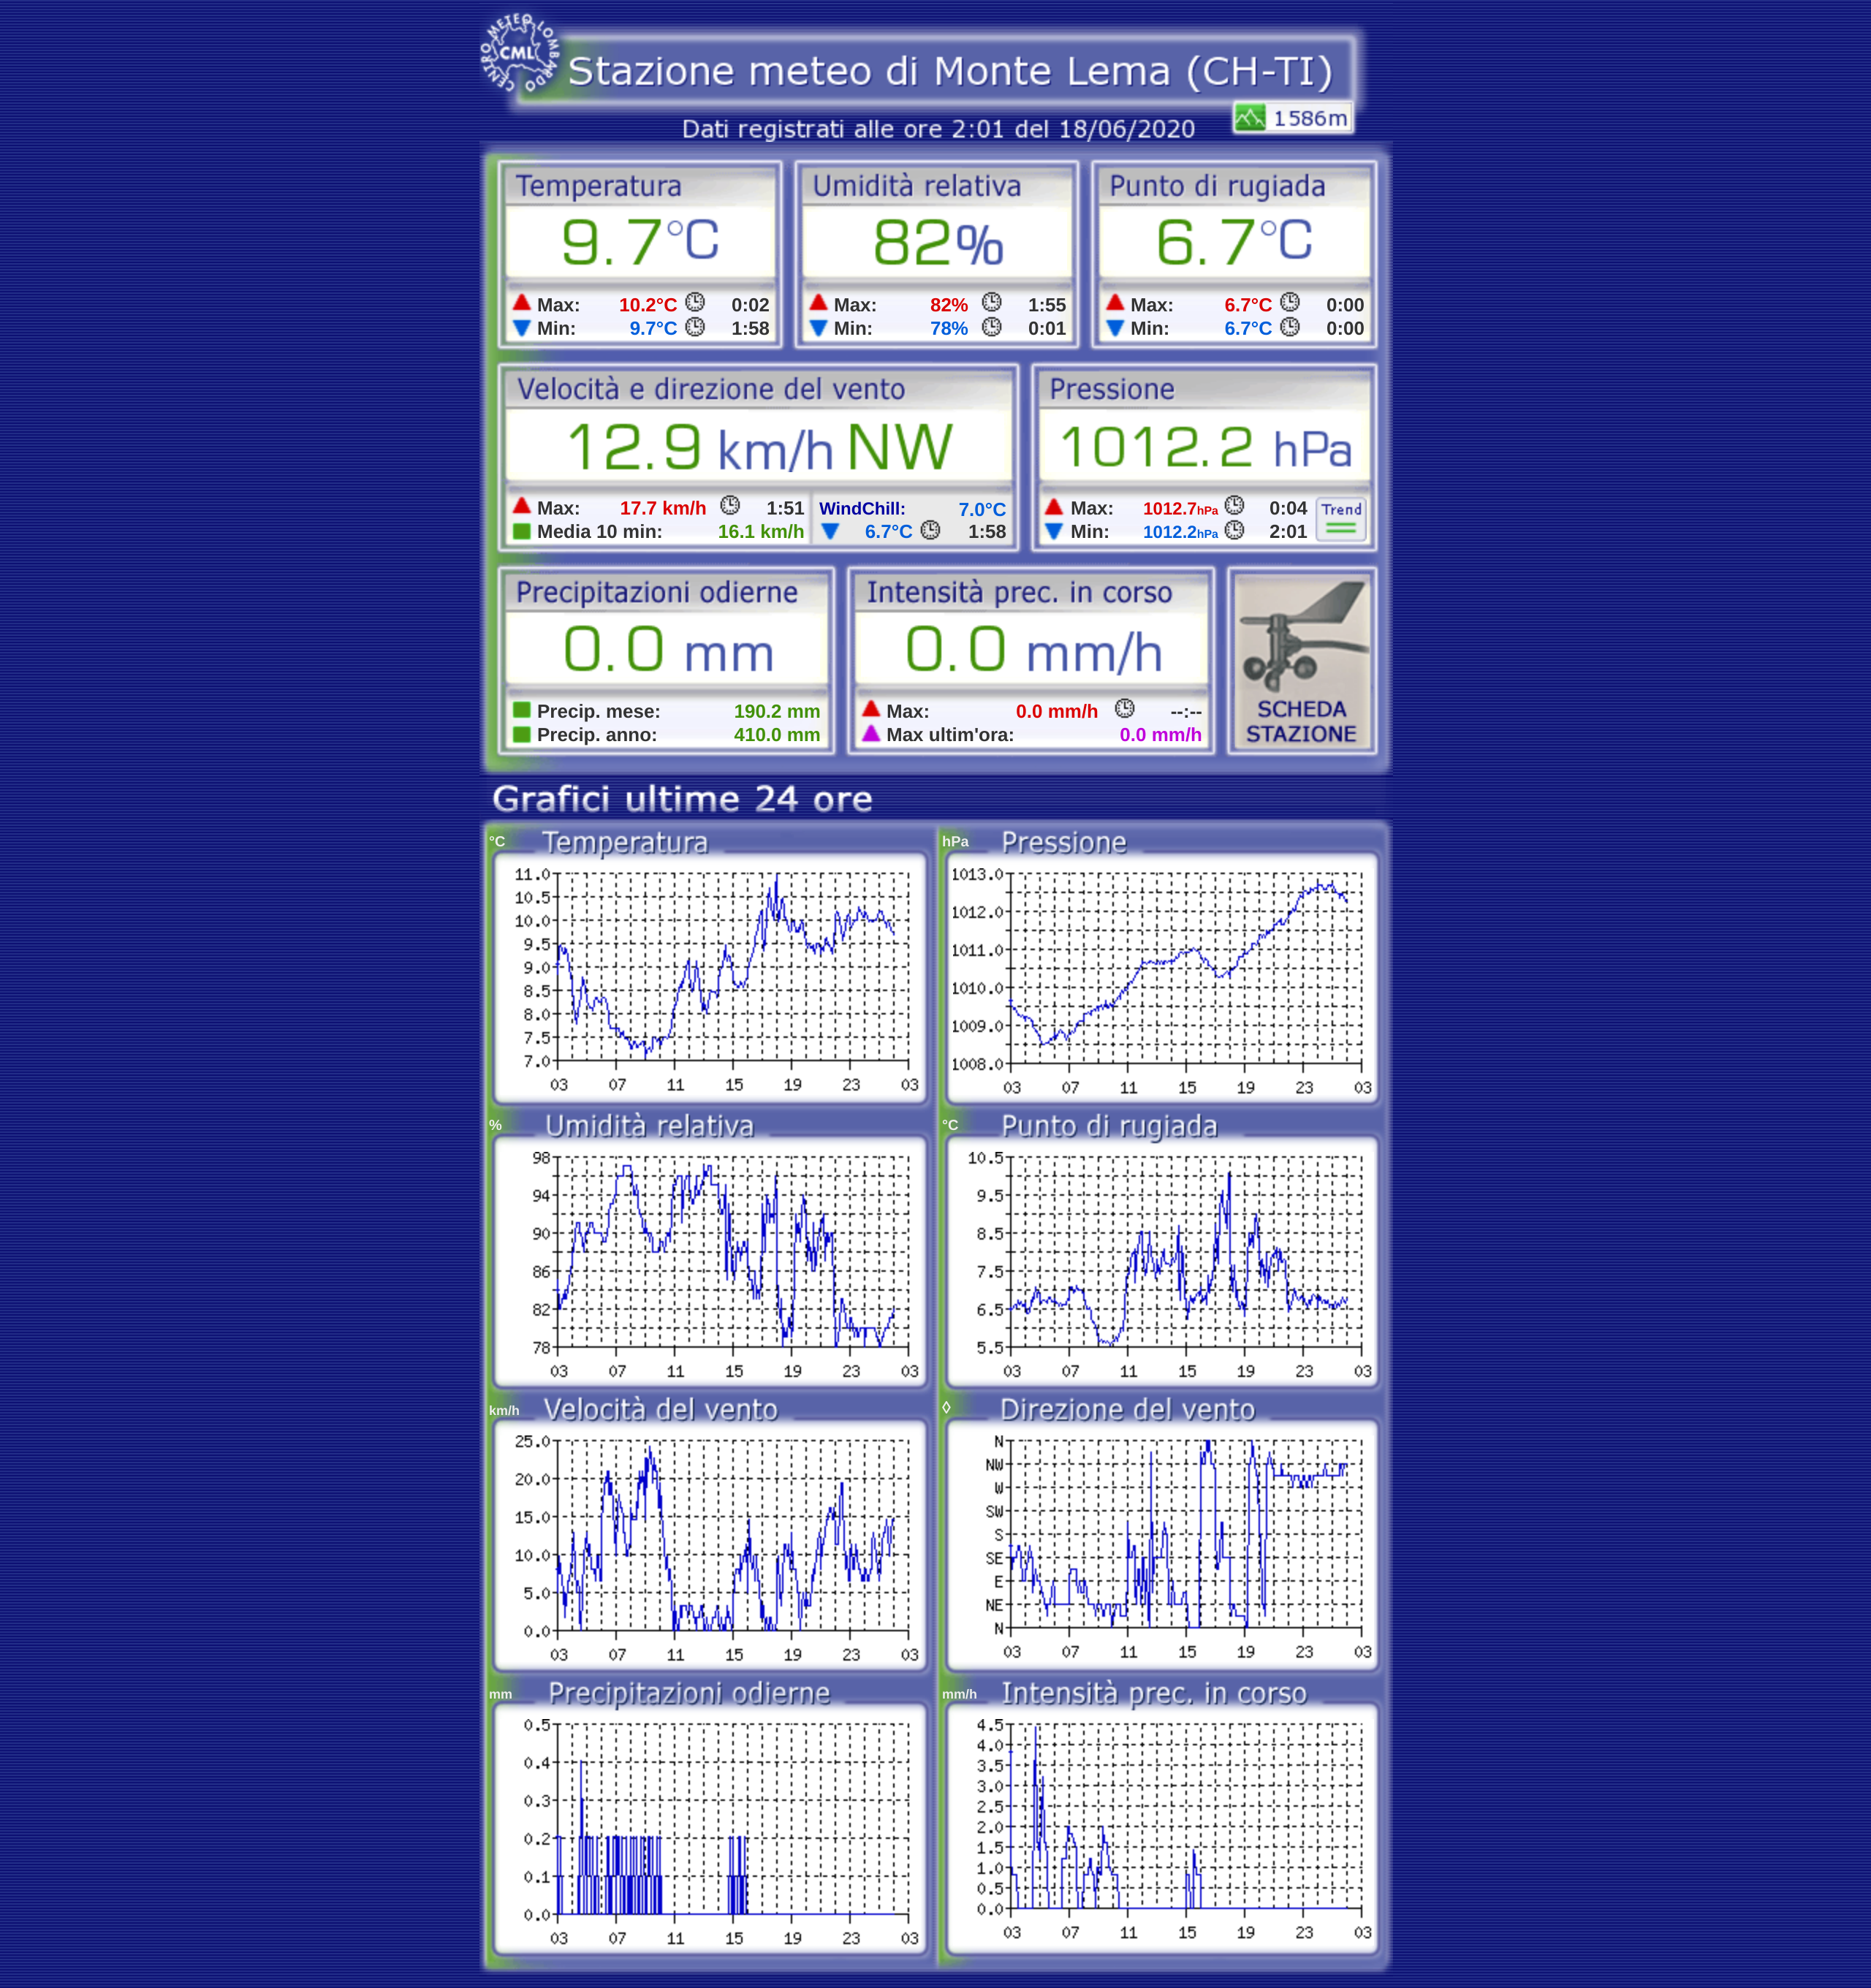 CENTRO METEO LOMBARDO
CML
Stazione meteo di Monte Lema (CH-TI)
1586m
Dati registrati alle ore 2:01 del 18/06/2020
Temperatura
9.7°C
Max: 10.2°C 0:02
Min: 9.7°C 1:58
Umidità relativa
82%
Max: 82% 1:55
Min: 78% 0:01
Punto di rugiada
6.7°C
Max: 6.7°C 0:00
Min: 6.7°C 0:00
Velocità e direzione del vento
12.9 km/h NW
Max: 17.7 km/h 1:51
Media 10 min: 16.1 km/h
WindChill: 7.0°C
6.7°C 1:58
Pressione
1012.2 hPa
Max: 1012.7hPa 0:04
Min: 1012.2hPa 2:01
Trend
Precipitazioni odierne
0.0 mm
Precip. mese: 190.2 mm
Precip. anno: 410.0 mm
Intensità prec. in corso
0.0 mm/h
Max: 0.0 mm/h --:--
Max ultim'ora: 0.0 mm/h
SCHEDA
STAZIONE
Grafici ultime 24 ore
°C Temperatura
11.0
10.5
10.0
9.5
9.0
8.5
8.0
7.5
7.0
03 07 11 15 19 23 03
hPa Pressione
1013.0
1012.0
1011.0
1010.0
1009.0
1008.0
03 07 11 15 19 23 03
% Umidità relativa
98
94
90
86
82
78
03 07 11 15 19 23 03
°C Punto di rugiada
10.5
9.5
8.5
7.5
6.5
5.5
03 07 11 15 19 23 03
km/h Velocità del vento
25.0
20.0
15.0
10.0
5.0
0.0
03 07 11 15 19 23 03
◊ Direzione del vento
N
NW
W
SW
S
SE
E
NE
N
03 07 11 15 19 23 03
mm Precipitazioni odierne
0.5
0.4
0.3
0.2
0.1
0.0
03 07 11 15 19 23 03
mm/h Intensità prec. in corso
4.5
4.0
3.5
3.0
2.5
2.0
1.5
1.0
0.5
0.0
03 07 11 15 19 23 03